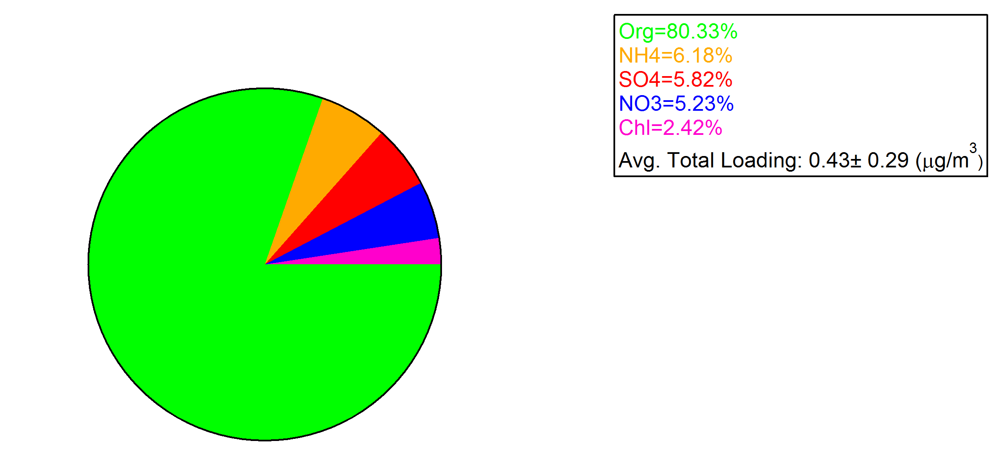 Org=80.33%
NH4=6.18%
SO4=5.82%
NO3=5.23%
Chl=2.42%
Avg. Total Loading: 0.43± 0.29 (μg/m³)